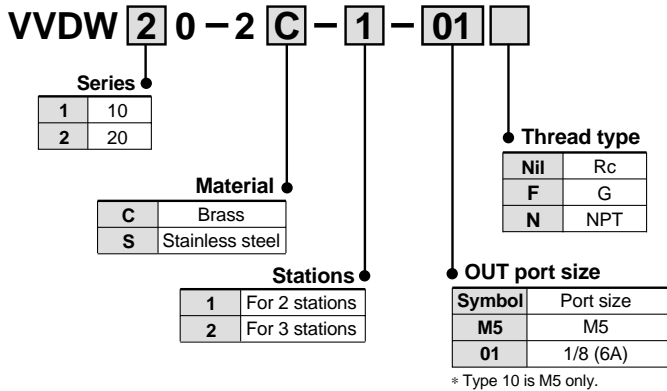 VVDW 2 0 – 2 C – 1 – 01
Series
1 10
2 20
Thread type
Nil Rc
F G
N NPT
Material
C Brass
S Stainless steel
Stations
1 For 2 stations
2 For 3 stations
OUT port size
Symbol Port size
M5 M5
01 1/8 (6A)
∗ Type 10 is M5 only.